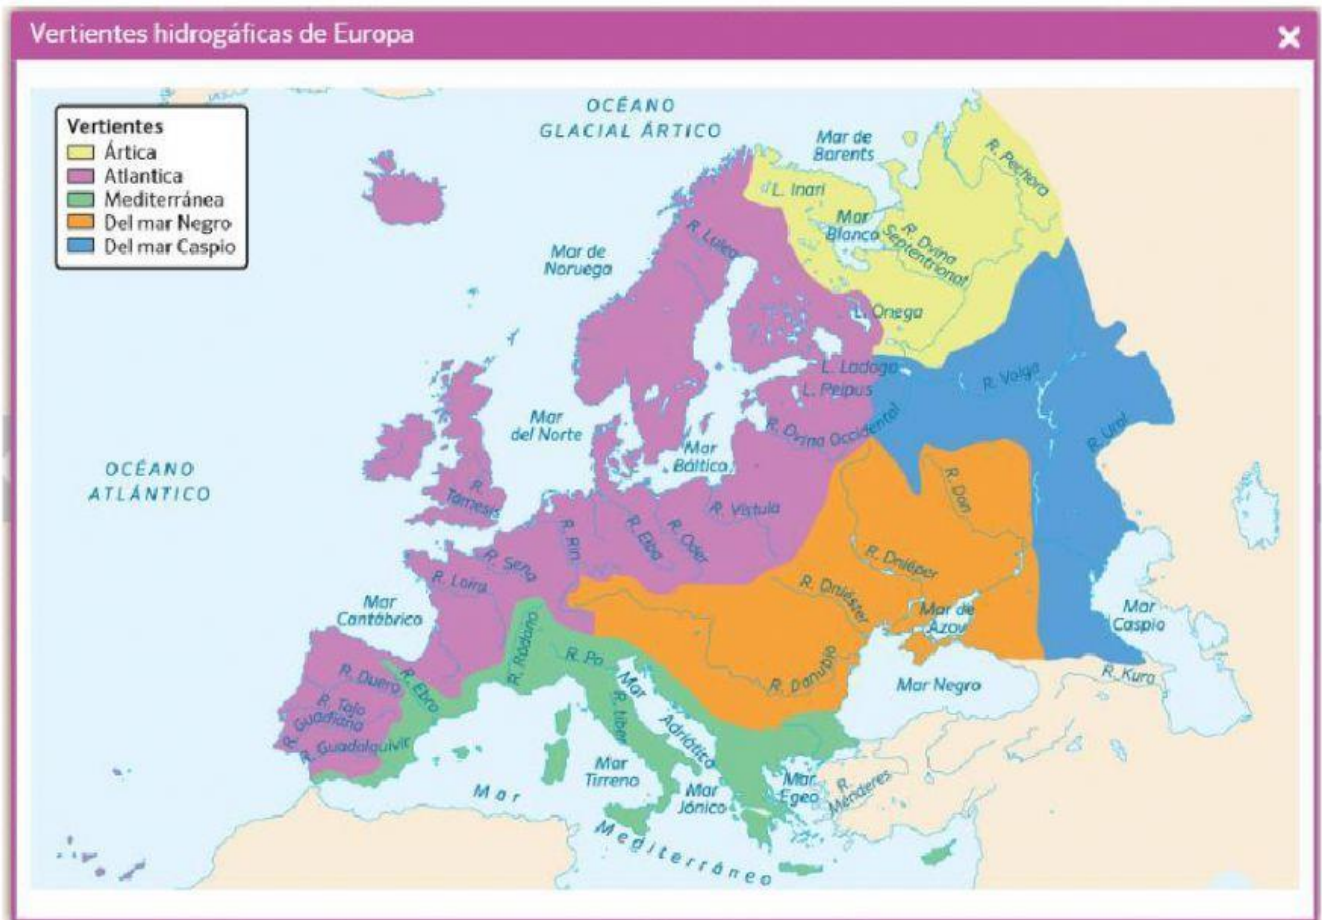 Vertientes hidrogáficas de Europa
Vertientes
Ártica
Atlantica
Mediterránea
Del mar Negro
Del mar Caspio
OCÉANO
GLACIAL ÁRTICO
Mar de
Barents
R. Pechora
L. Inari
Mar
Blanco
R. Dvina
Septentrional
R. Lulea
Mar de
Noruega
L. Onega
L. Ladoga
L. Peipus
R. Volga
R. Ural
R. Dvina Occidental
Mar
del Norte
Mar
Báltico
OCÉANO
ATLÁNTICO
R.
Támesis
R. Vístula
R. Don
R. Rin
R. Elba
R. Oder
R. Sena
R. Loira
R. Dniéper
R. Dniéster
Mar de
Azov
Mar
Cantábrico
Mar
Caspio
R. Ródano
R. Po
R. Danubio
Mar Negro
R. Kura
R. Duero
R. Ebro
R. Tajo
R. Guadiana
R. Guadalquivir
R. Tíber
Mar
Adriático
Mar
Tirreno
Mar
Jónico
Mar
Egeo
R.
Menderes
Mar
Mediterráneo